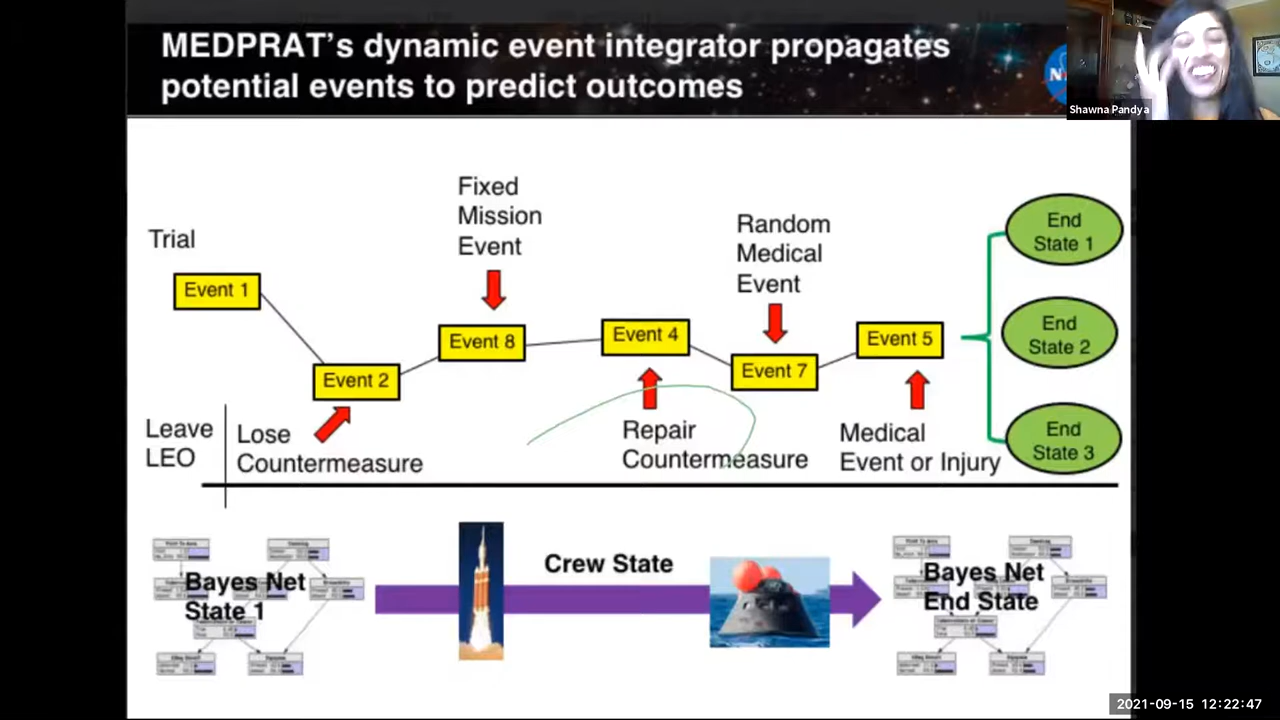 MEDPRAT's dynamic event integrator propagates
potential events to predict outcomes
Shawna Pandya
Trial
Fixed
Mission
Event
Random
Medical
Event
End
State 1
Event 1
Event 2
Event 8
Event 4
Event 7
Event 5
End
State 2
End
State 3
Leave
LEO
Lose
Countermeasure
Repair
Countermeasure
Medical
Event or Injury
Bayes Net
State 1
Crew State
Bayes Net
End State
2021-09-15 12:22:47